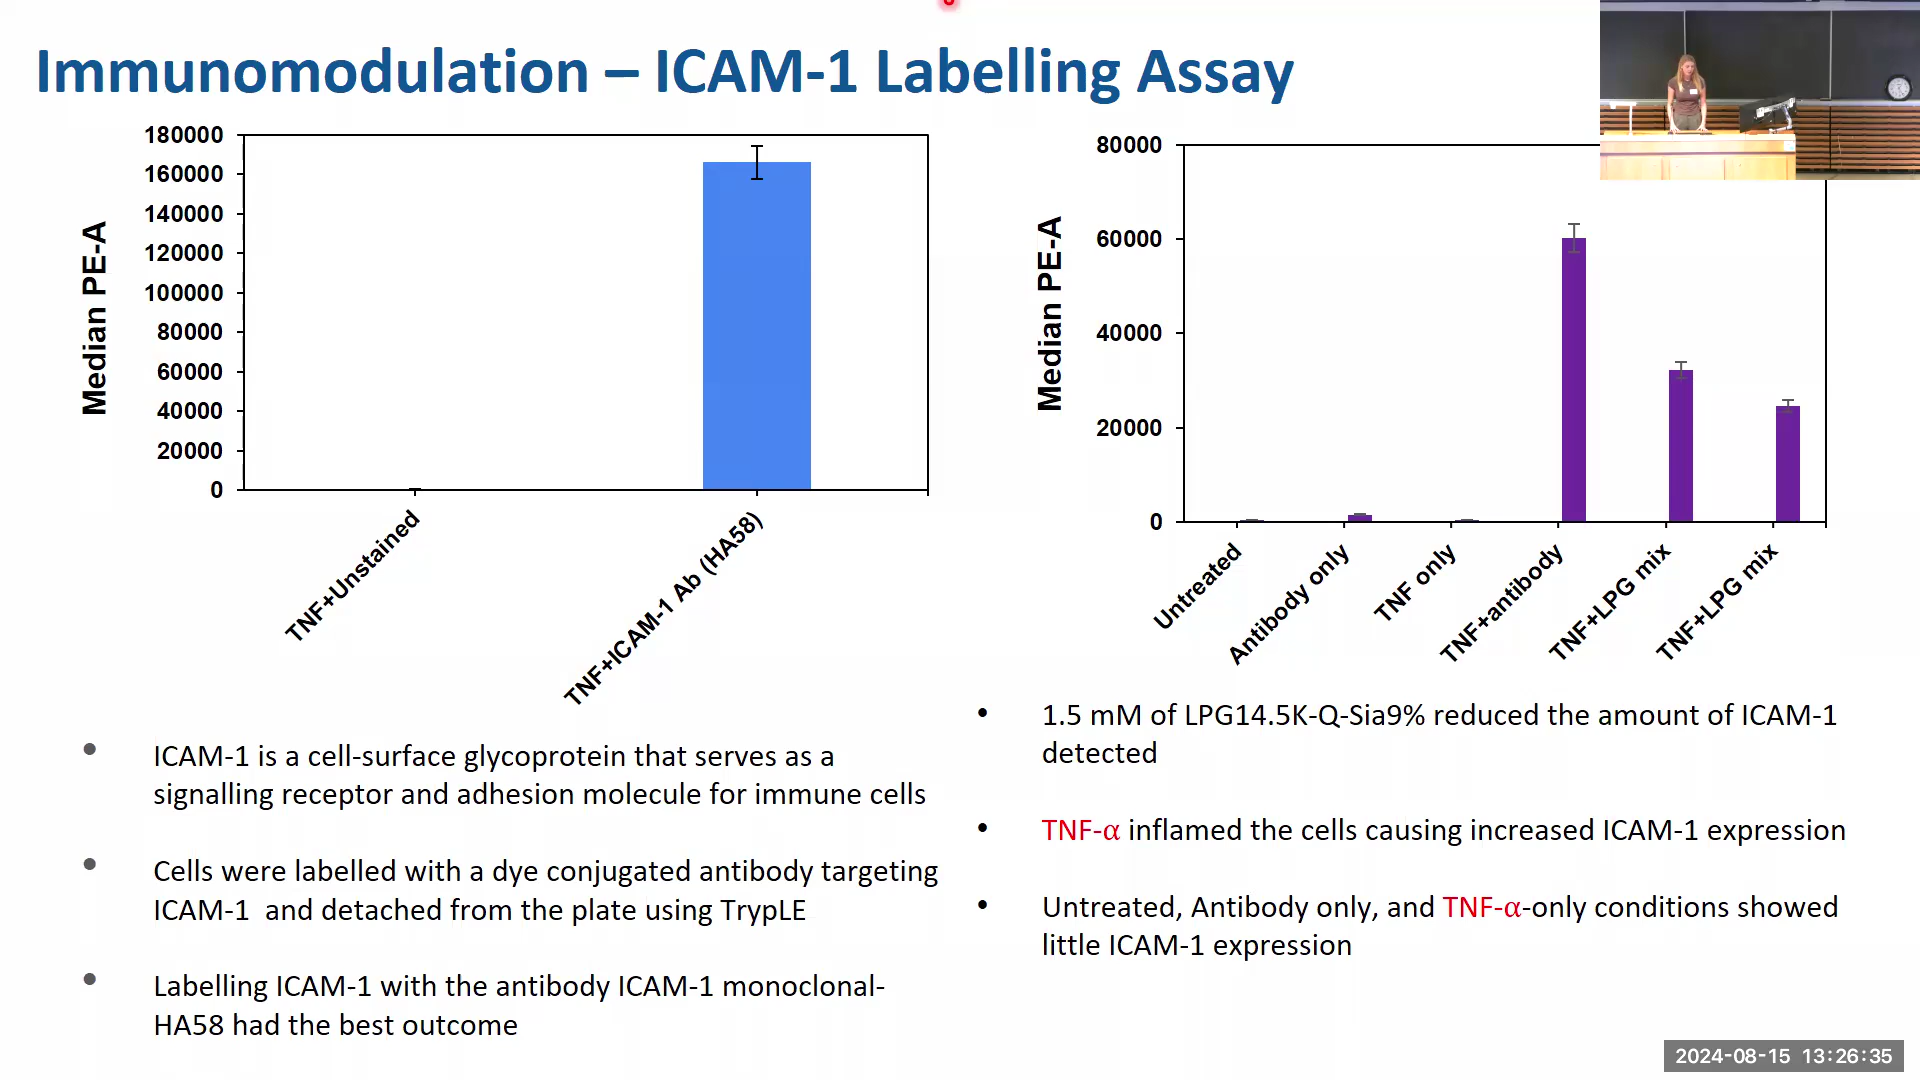 Immunomodulation – ICAM-1 Labelling Assay
180000
160000
140000
120000
100000
80000
60000
40000
20000
0
Median PE-A
TNF+Unstained
TNF+ICAM-1 Ab (HA58)
80000
60000
40000
20000
0
Median PE-A
Untreated
Antibody only
TNF only
TNF+antibody
TNF+LPG mix
TNF+LPG mix
• ICAM-1 is a cell-surface glycoprotein that serves as a
signalling receptor and adhesion molecule for immune cells
• Cells were labelled with a dye conjugated antibody targeting
ICAM-1  and detached from the plate using TrypLE
• Labelling ICAM-1 with the antibody ICAM-1 monoclonal-
HA58 had the best outcome
• 1.5 mM of LPG14.5K-Q-Sia9% reduced the amount of ICAM-1
detected
• TNF-α inflamed the cells causing increased ICAM-1 expression
• Untreated, Antibody only, and TNF-α-only conditions showed
little ICAM-1 expression
2024-08-15 13:26:35